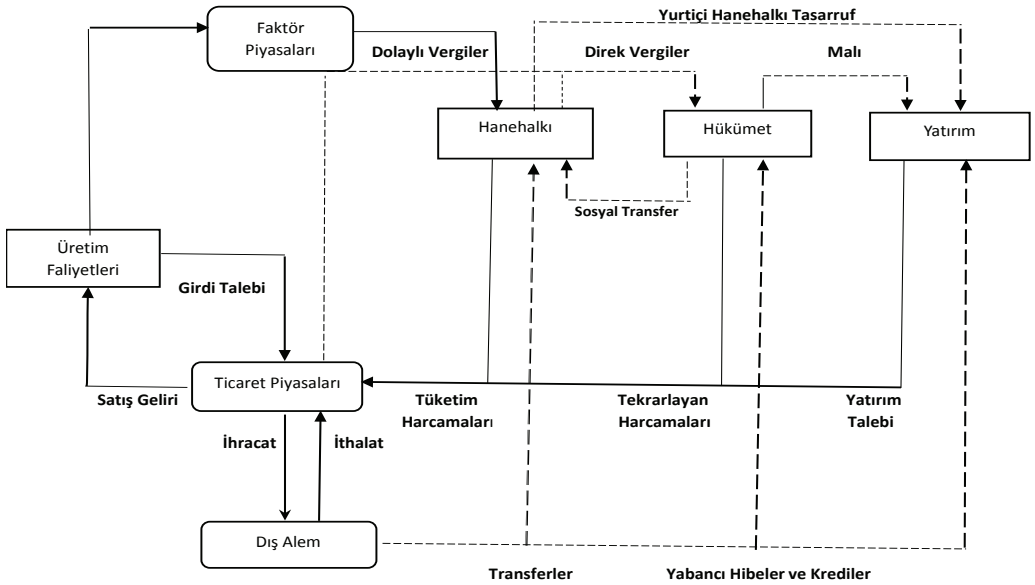 Yurtiçi Hanehalkı Tasarruf
Faktör
Piyasaları
Dolaylı Vergiler
Direk Vergiler
Malı
Hanehalkı
Hükümet
Yatırım
Sosyal Transfer
Üretim
Faliyetleri
Girdi Talebi
Ticaret Piyasaları
Satış Geliri
Tüketim
Harcamaları
Tekrarlayan
Harcamaları
Yatırım
Talebi
İhracat
İthalat
Dış Alem
Transferler
Yabancı Hibeler ve Krediler